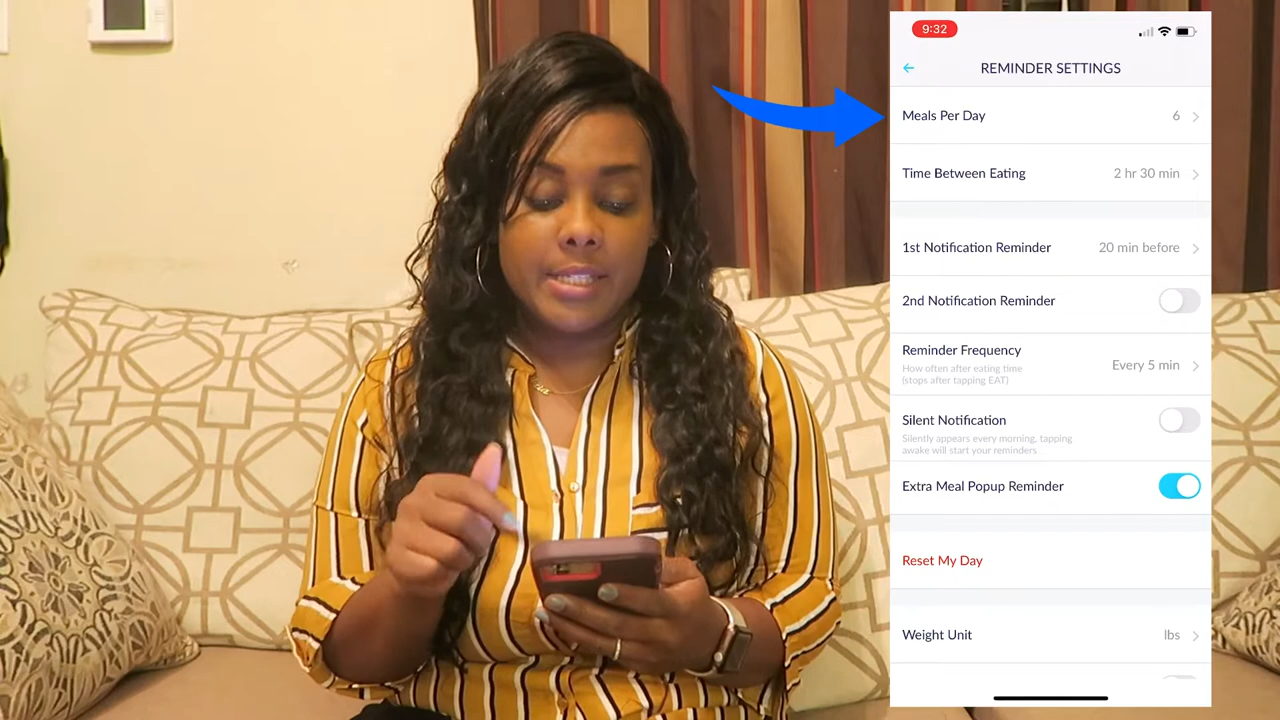 9:32
REMINDER SETTINGS
Meals Per Day 6
Time Between Eating 2 hr 30 min
1st Notification Reminder 20 min before
2nd Notification Reminder
Reminder Frequency
How often after eating time
(stops after tapping EAT)
Every 5 min
Silent Notification
Silently appears every morning, tapping
awake will start your reminders
Extra Meal Popup Reminder
Reset My Day
Weight Unit lbs